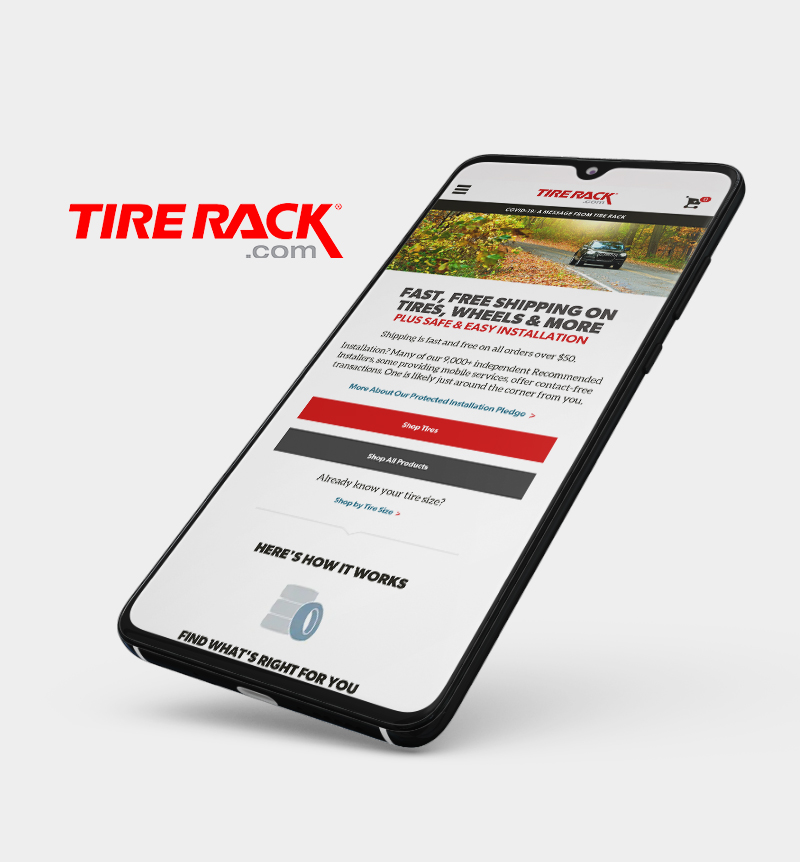 TIRE RACK®
.com
TIRE RACK
.com
0
COVID-19: A MESSAGE FROM TIRE RACK
FAST, FREE SHIPPING ON
TIRES, WHEELS & MORE
PLUS SAFE & EASY INSTALLATION
Shipping is fast and free on all orders over $50.
Installation? Many of our 9,000+ independent Recommended
Installers, some providing mobile services, offer contact-free
transactions. One is likely just around the corner from you.
More About Our Protected Installation Pledge >
Shop Tires
Shop All Products
Already know your tire size?
Shop by Tire Size >
HERE'S HOW IT WORKS
FIND WHAT'S RIGHT FOR YOU